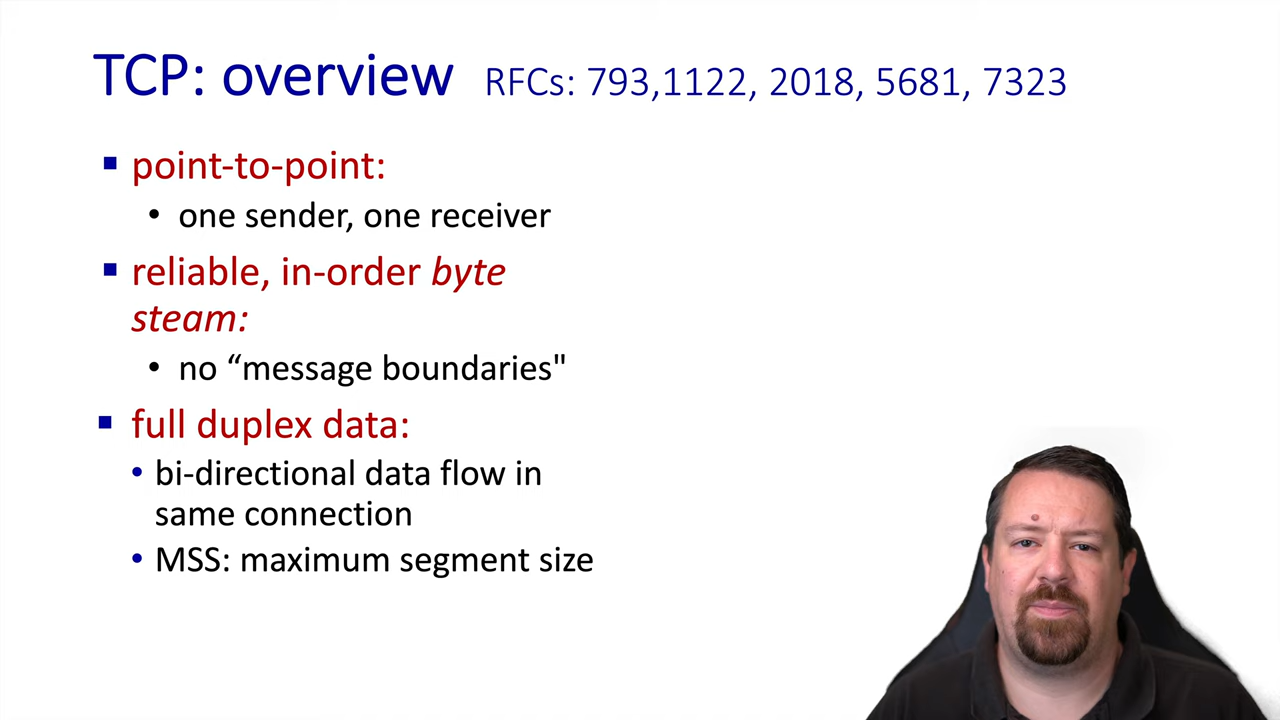 TCP: overview RFCs: 793,1122, 2018, 5681, 7323
point-to-point:
• one sender, one receiver
reliable, in-order byte
steam:
• no “message boundaries"
full duplex data:
• bi-directional data flow in
same connection
• MSS: maximum segment size